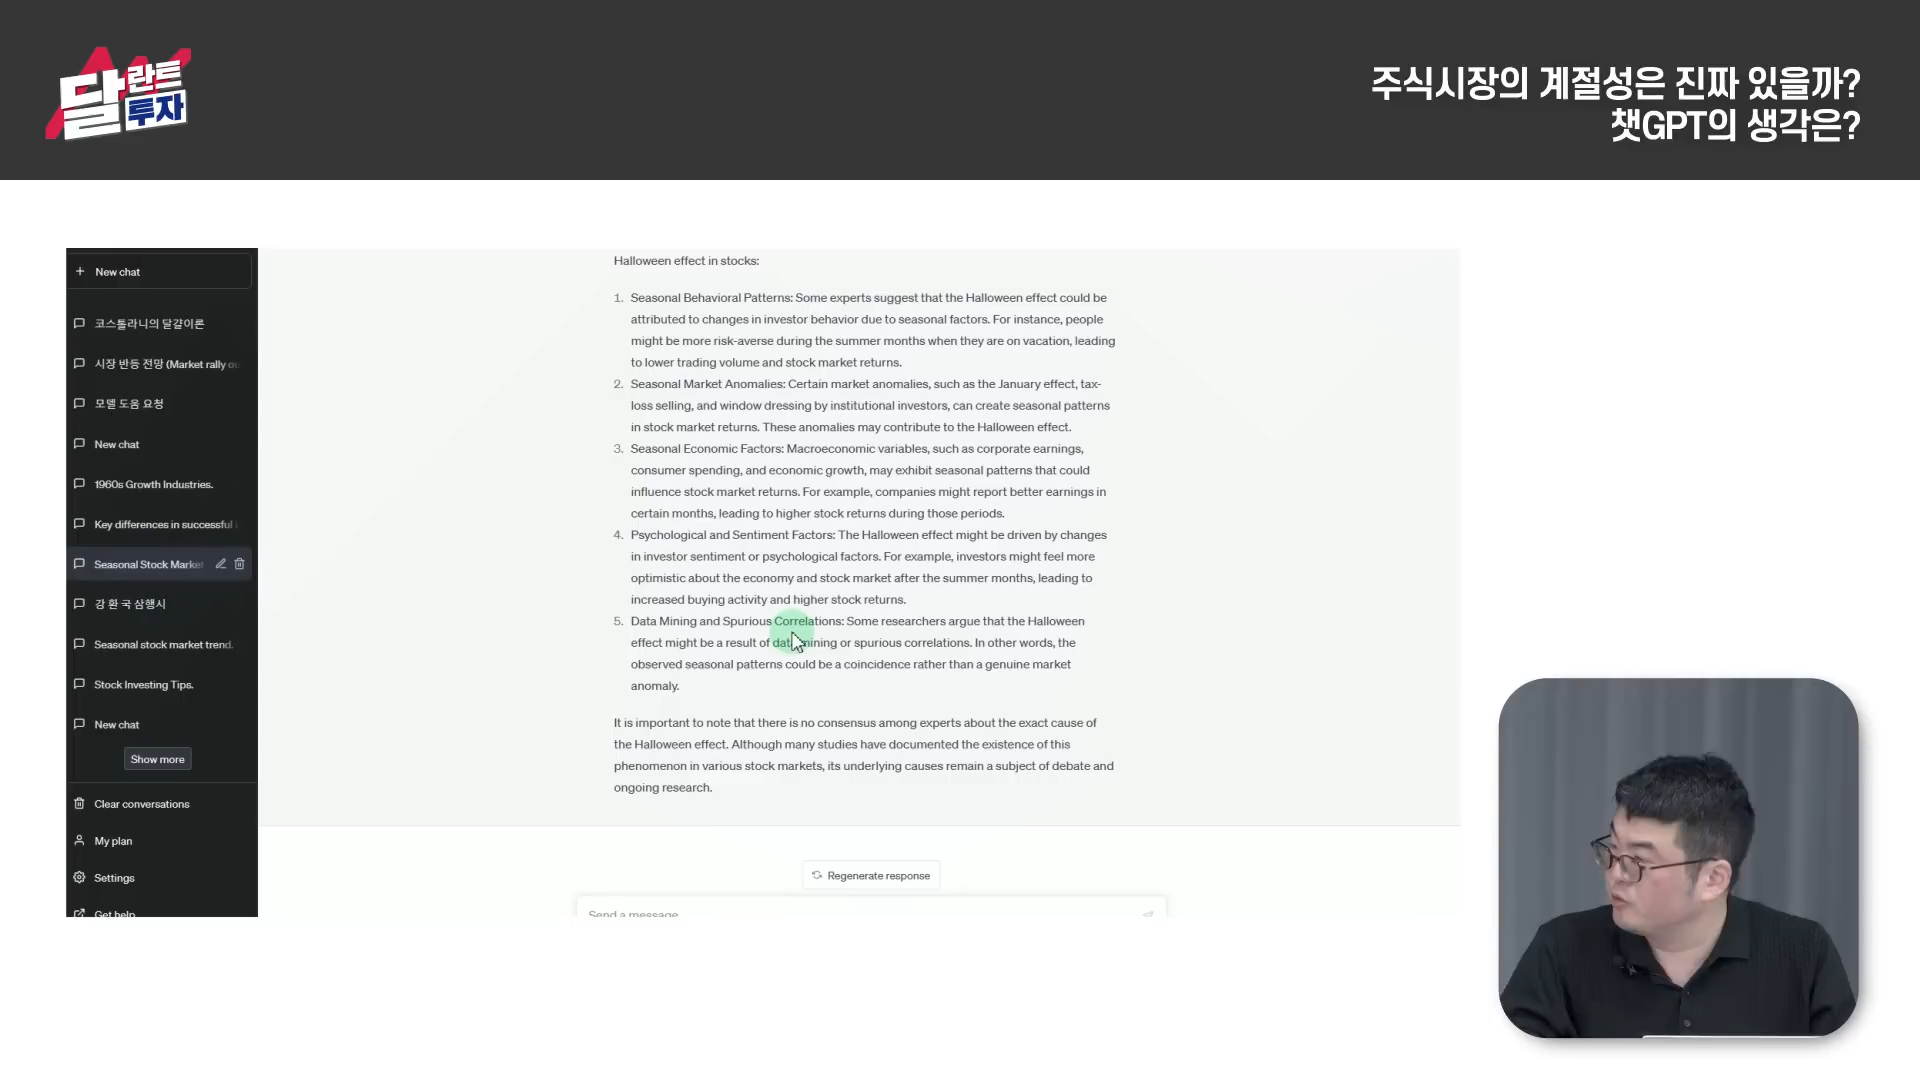 달란트투자
주식시장의 계절성은 진짜 있을까?
챗GPT의 생각은?
New chat
코스톨라니의 달걀이론
시장 반등 전망 (Market rally ou
모델 도움 요청
New chat
1960s Growth Industries.
Key differences in successful i
Seasonal Stock Market
강 환 국 삼행시
Seasonal stock market trend.
Stock Investing Tips.
New chat
Show more
Clear conversations
My plan
Settings
Get help
Halloween effect in stocks:
1. Seasonal Behavioral Patterns: Some experts suggest that the Halloween effect could be
attributed to changes in investor behavior due to seasonal factors. For instance, people
might be more risk-averse during the summer months when they are on vacation, leading
to lower trading volume and stock market returns.
2. Seasonal Market Anomalies: Certain market anomalies, such as the January effect, tax-
loss selling, and window dressing by institutional investors, can create seasonal patterns
in stock market returns. These anomalies may contribute to the Halloween effect.
3. Seasonal Economic Factors: Macroeconomic variables, such as corporate earnings,
consumer spending, and economic growth, may exhibit seasonal patterns that could
influence stock market returns. For example, companies might report better earnings in
certain months, leading to higher stock returns during those periods.
4. Psychological and Sentiment Factors: The Halloween effect might be driven by changes
in investor sentiment or psychological factors. For example, investors might feel more
optimistic about the economy and stock market after the summer months, leading to
increased buying activity and higher stock returns.
5. Data Mining and Spurious Correlations: Some researchers argue that the Halloween
effect might be a result of data mining or spurious correlations. In other words, the
observed seasonal patterns could be a coincidence rather than a genuine market
anomaly.
It is important to note that there is no consensus among experts about the exact cause of
the Halloween effect. Although many studies have documented the existence of this
phenomenon in various stock markets, its underlying causes remain a subject of debate and
ongoing research.
Regenerate response
Send a message